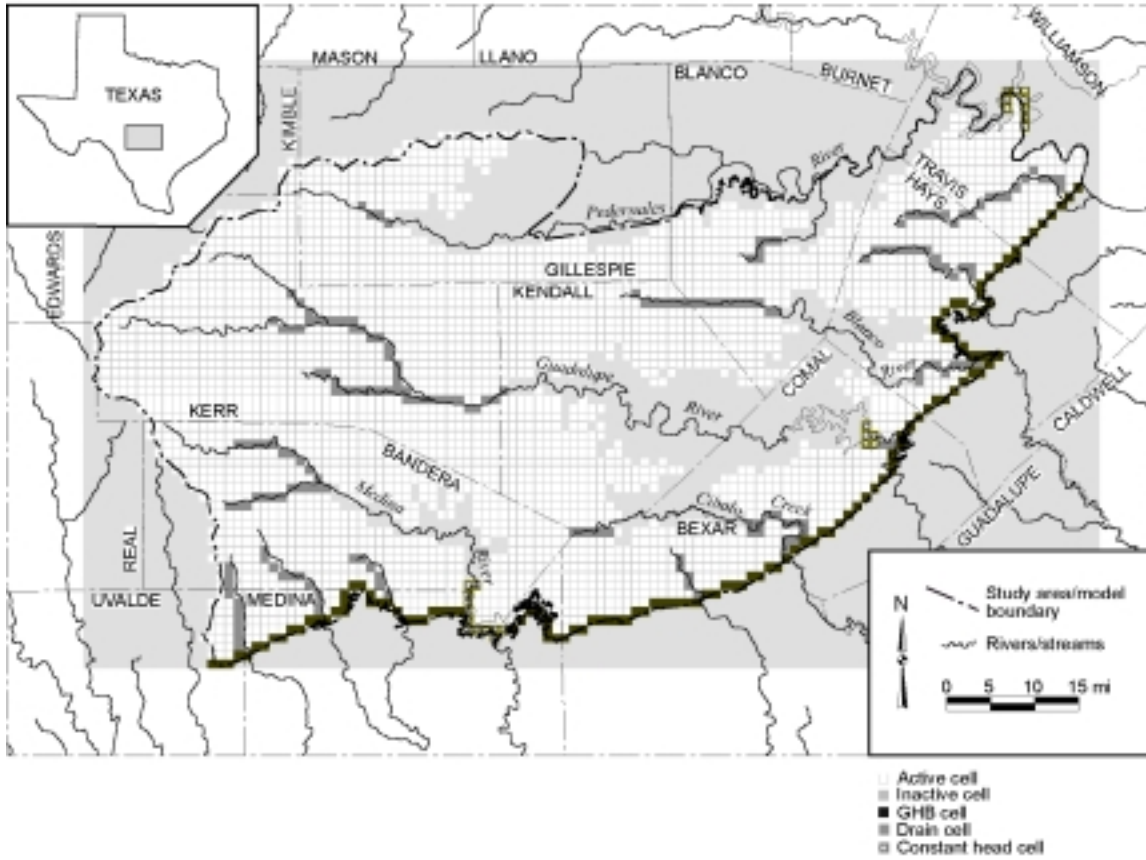 TEXAS
MASON
LLANO
BLANCO
BURNET
WILLIAMSON
KIMBLE
TRAVIS
HAYS
River
Pedernales
EDWARDS
GILLESPIE
KENDALL
Blanco
River
COMAL
CALDWELL
Guadalupe
River
KERR
BANDERA
Medina
River
Cibolo
Creek
BEXAR
GUADALUPE
REAL
UVALDE
MEDINA
N
Study area/model
boundary
Rivers/streams
0 5 10 15 mi
Active cell
Inactive cell
GHB cell
Drain cell
Constant head cell